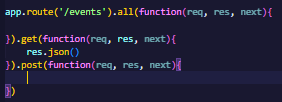 app.route('/events').all(function(req, res, next){
}).get(function(req, res, next){
res.json()
}).post(function(req, res, next){
})